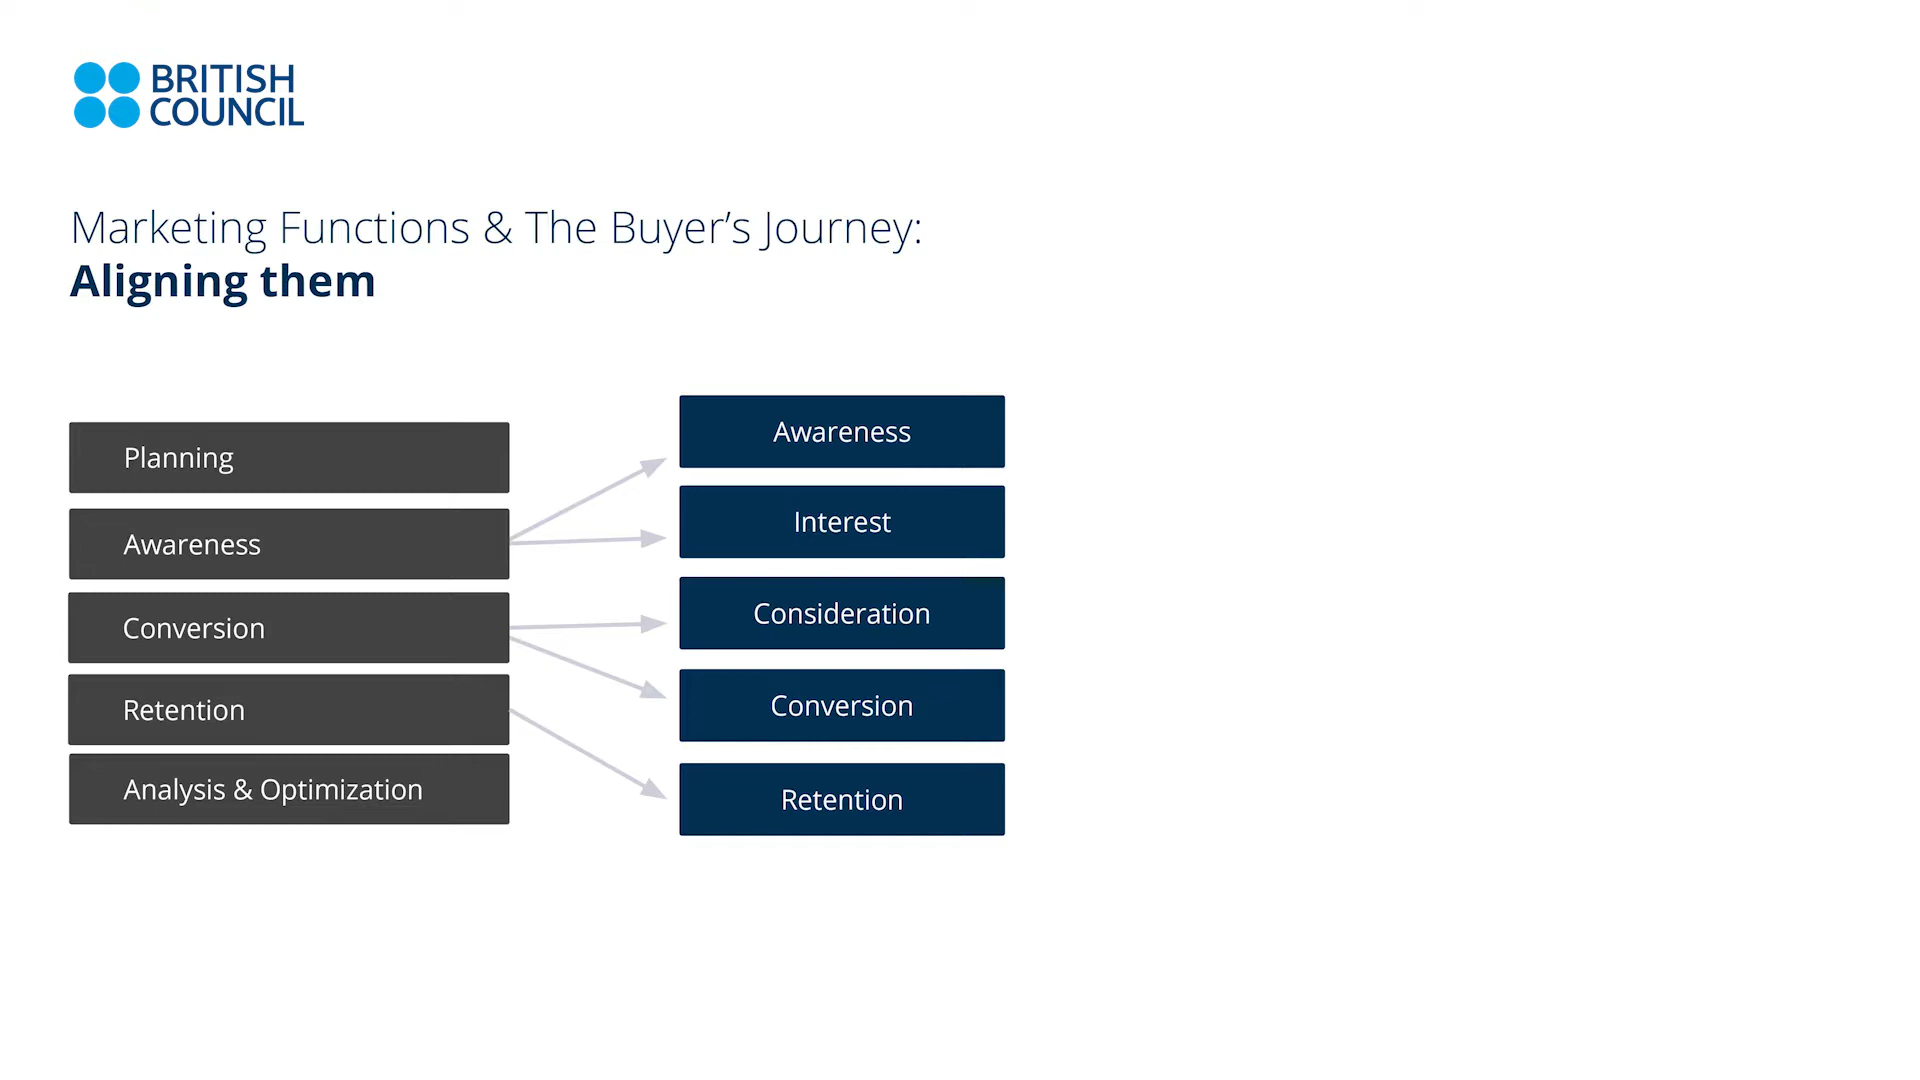 BRITISH
COUNCIL
Marketing Functions & The Buyer’s Journey:
Aligning them
Planning
Awareness
Conversion
Retention
Analysis & Optimization
Awareness
Interest
Consideration
Conversion
Retention